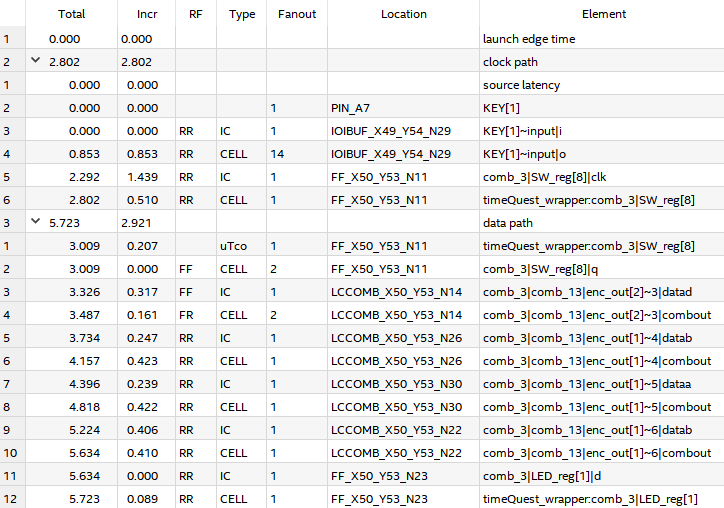 Total Incr RF Type Fanout Location Element
1 0.000 0.000 launch edge time
2 2.802 2.802 clock path
1 0.000 0.000 source latency
2 0.000 0.000 1 PIN_A7 KEY[1]
3 0.000 0.000 RR IC 1 IOIBUF_X49_Y54_N29 KEY[1]~input|i
4 0.853 0.853 RR CELL 14 IOIBUF_X49_Y54_N29 KEY[1]~input|o
5 2.292 1.439 RR IC 1 FF_X50_Y53_N11 comb_3|SW_reg[8]|clk
6 2.802 0.510 RR CELL 1 FF_X50_Y53_N11 timeQuest_wrapper:comb_3|SW_reg[8]
3 5.723 2.921 data path
1 3.009 0.207 uTco 1 FF_X50_Y53_N11 timeQuest_wrapper:comb_3|SW_reg[8]
2 3.009 0.000 FF CELL 2 FF_X50_Y53_N11 comb_3|SW_reg[8]|q
3 3.326 0.317 FF IC 1 LCCOMB_X50_Y53_N14 comb_3|comb_13|enc_out[2]~3|datad
4 3.487 0.161 FR CELL 2 LCCOMB_X50_Y53_N14 comb_3|comb_13|enc_out[2]~3|combout
5 3.734 0.247 RR IC 1 LCCOMB_X50_Y53_N26 comb_3|comb_13|enc_out[1]~4|datab
6 4.157 0.423 RR CELL 1 LCCOMB_X50_Y53_N26 comb_3|comb_13|enc_out[1]~4|combout
7 4.396 0.239 RR IC 1 LCCOMB_X50_Y53_N30 comb_3|comb_13|enc_out[1]~5|dataa
8 4.818 0.422 RR CELL 1 LCCOMB_X50_Y53_N30 comb_3|comb_13|enc_out[1]~5|combout
9 5.224 0.406 RR IC 1 LCCOMB_X50_Y53_N22 comb_3|comb_13|enc_out[1]~6|datab
10 5.634 0.410 RR CELL 1 LCCOMB_X50_Y53_N22 comb_3|comb_13|enc_out[1]~6|combout
11 5.634 0.000 RR IC 1 FF_X50_Y53_N23 comb_3|LED_reg[1]|d
12 5.723 0.089 RR CELL 1 FF_X50_Y53_N23 timeQuest_wrapper:comb_3|LED_reg[1]